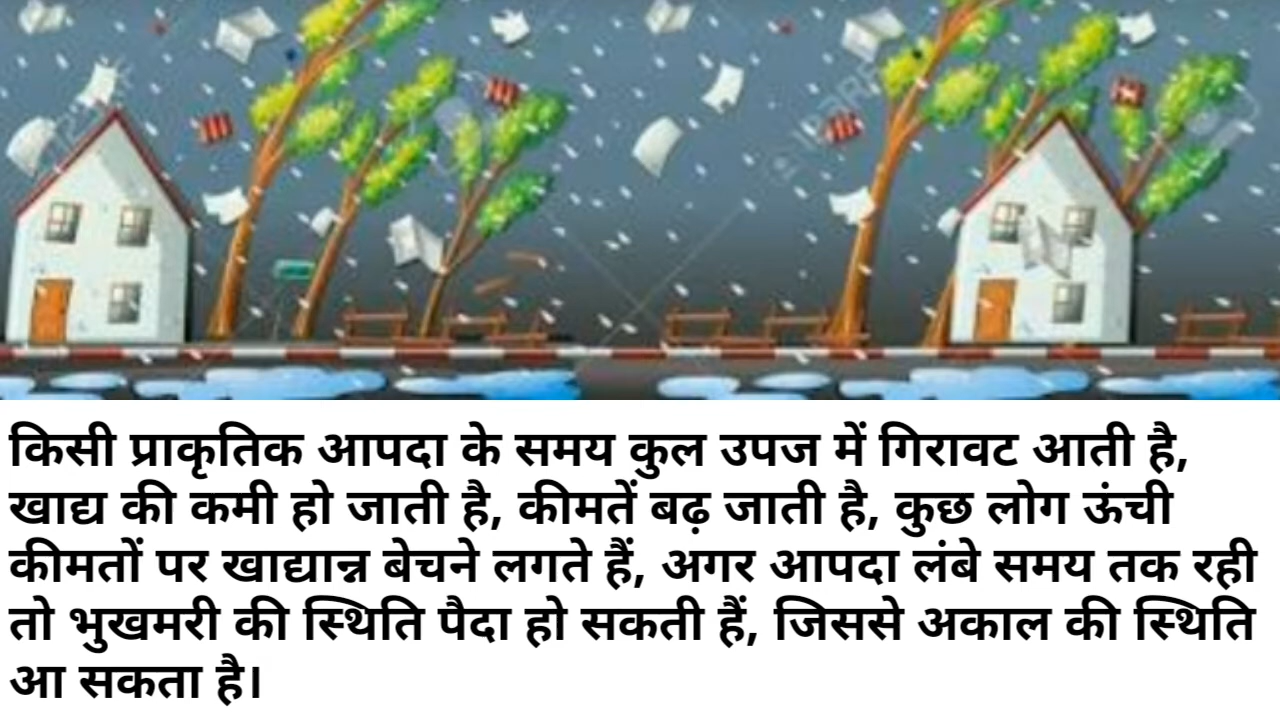 किसी प्राकृतिक आपदा के समय कुल उपज में गिरावट आती है,
खाद्य की कमी हो जाती है, कीमतें बढ़ जाती है, कुछ लोग ऊंची
कीमतों पर खाद्यान्न बेचने लगते हैं, अगर आपदा लंबे समय तक रही
तो भुखमरी की स्थिति पैदा हो सकती हैं, जिससे अकाल की स्थिति
आ सकता है।